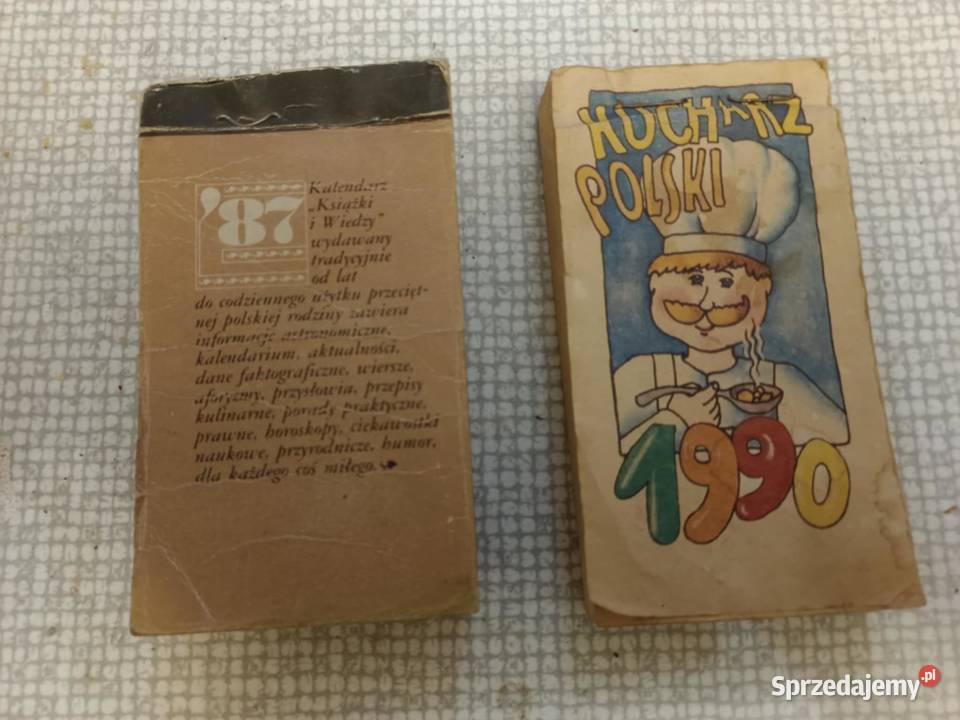 '87
Kalendarz
„Książki
i Wiedzy"
wydawany
tradycyjnie
od lat
do codziennego użytku przecięt-
nej polskiej rodziny zawiera
informacje astronomiczne,
kalendarium, aktualności,
dane faktograficzne, wiersze,
aforyzmy, przysłowia, przepisy
kulinarne, porady praktyczne,
prawne, horoskopy, ciekawostki
naukowe, przyrodnicze, humor,
dla każdego coś miłego.
KUCHARZ
POLSKI
1990
Sprzedajemy.pl